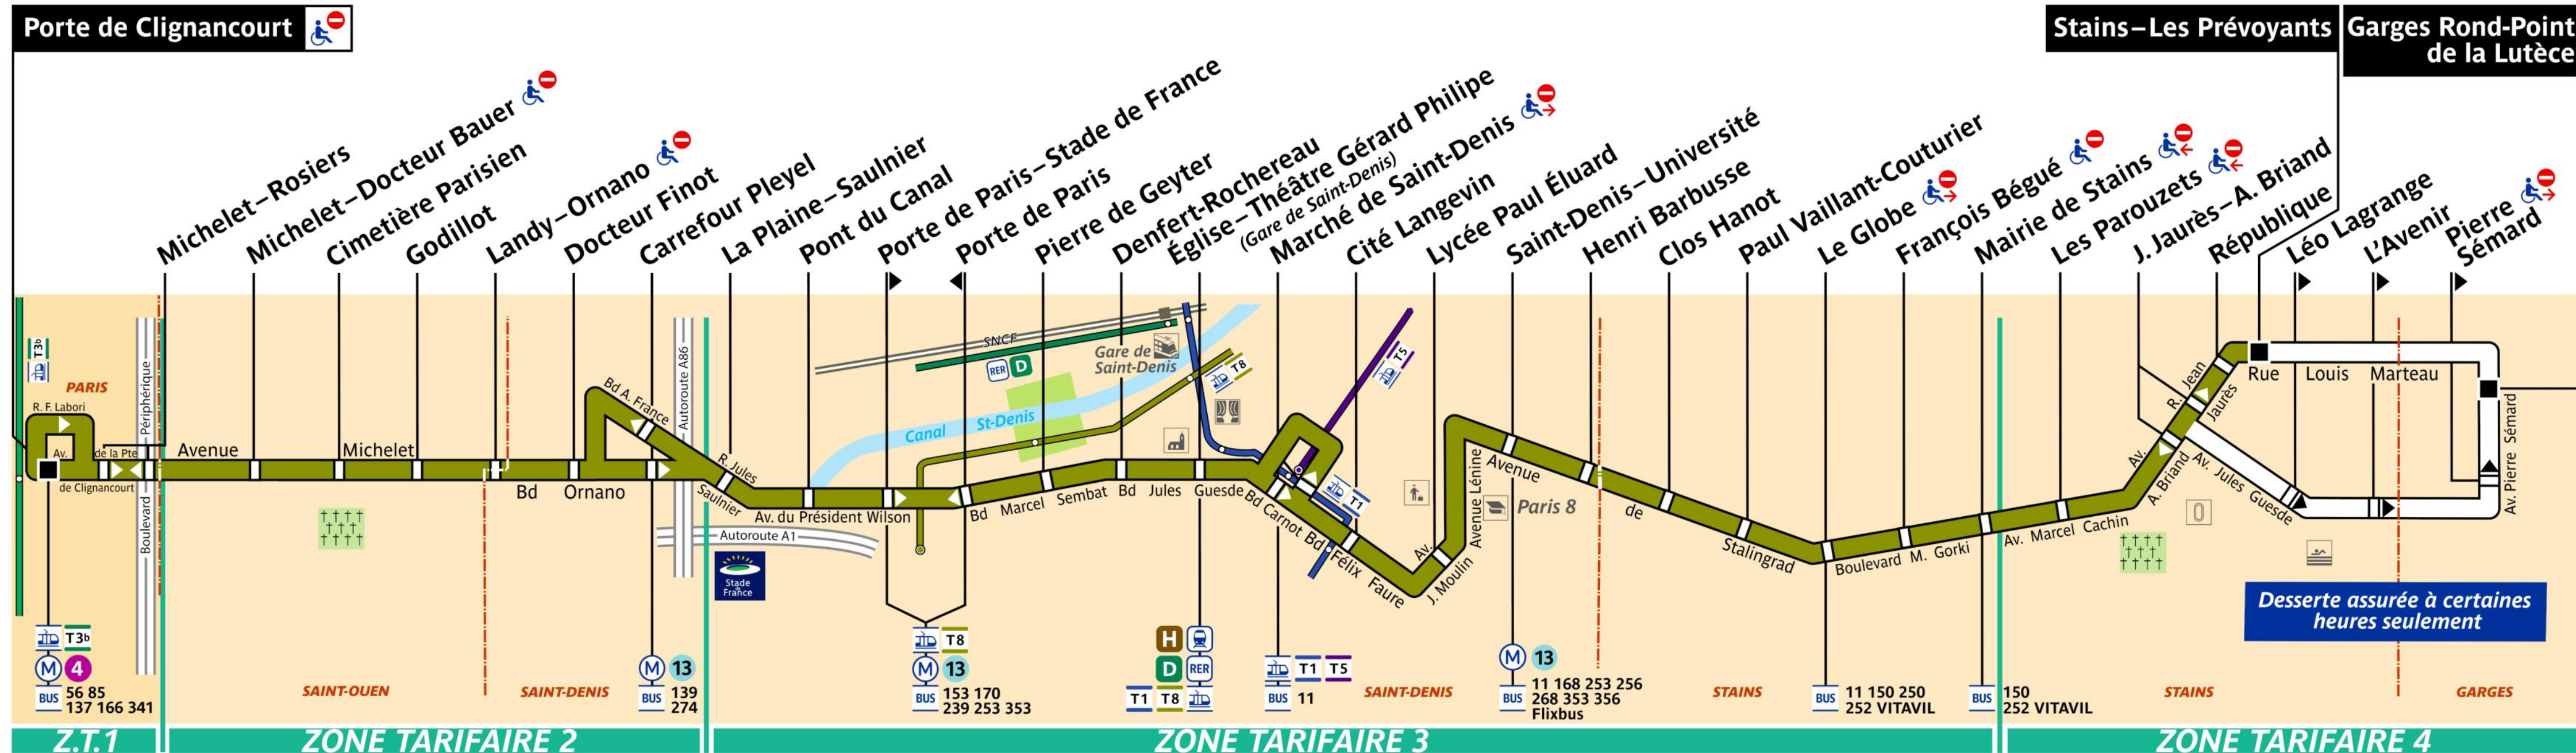 Porte de Clignancourt
Stains–Les Prévoyants
Garges Rond-Point
de la Lutèce
Michelet–Rosiers
Michelet–Docteur Bauer
Cimetière Parisien
Godillot
Landy–Ornano
Docteur Finot
Carrefour Pleyel
La Plaine–Saulnier
Pont du Canal
Porte de Paris–Stade de France
Porte de Paris
Pierre de Geyter
Denfert-Rochereau
Église–Théâtre Gérard Philipe
(Gare de Saint-Denis)
Marché de Saint-Denis
Cité Langevin
Lycée Paul Éluard
Saint-Denis–Université
Henri Barbusse
Clos Hanot
Paul Vaillant-Couturier
Le Globe
François Bégué
Mairie de Stains
Les Parouzets
J. Jaurès–A. Briand
République
Léo Lagrange
L'Avenir
Pierre
Sémard
T3b
PARIS
R. F. Labori
Av. de la Pte
de Clignancourt
Boulevard Périphérique
Avenue Michelet
Bd Ornano
Bd A. France
Autoroute A86
R. Jules
Saulnier
Av. du Président Wilson
Autoroute A1
Stade
de
France
SNCF
RER D
Gare de
Saint-Denis
Canal St-Denis
T8
T5
T1
Bd Marcel Sembat
Bd Jules Guesde
Bd Carnot
Bd Félix Faure
Av.
J. Moulin
Avenue Lénine
Paris 8
Avenue de Stalingrad
Boulevard M. Gorki
Av. Marcel Cachin
Av.
A. Briand
R. Jean
Jaurès
Av. Jules Guesde
Rue Louis Marteau
Av. Pierre Sémard
Desserte assurée à certaines
heures seulement
T3b
M 4
BUS 56 85
137 166 341
SAINT-OUEN
SAINT-DENIS
M 13
BUS 139
274
T8
M 13
BUS 153 170
239 253 353
H
D RER
T1 T8
T1 T5
BUS 11
SAINT-DENIS
M 13
BUS 11 168 253 256
268 353 356
Flixbus
STAINS
BUS 11 150 250
252 VITAVIL
BUS 150
252 VITAVIL
STAINS
GARGES
Z.T.1
ZONE TARIFAIRE 2
ZONE TARIFAIRE 3
ZONE TARIFAIRE 4